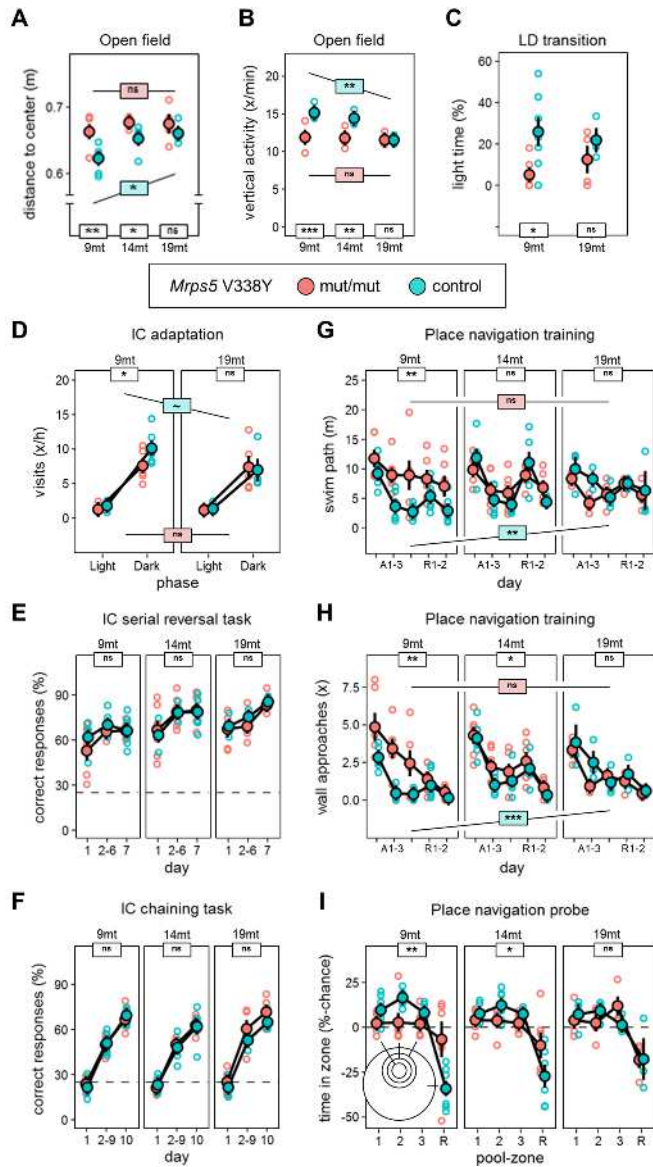 A
Open field
distance to center (m)
0.7
0.6
ns
*
**
*
ns
9mt 14mt 19mt
B
Open field
vertical activity (x/min)
20
15
10
5
0
**
ns
***
**
ns
9mt 14mt 19mt
C
LD transition
light time (%)
60
40
20
0
*
ns
9mt 19mt
Mrps5 V338Y mut/mut control
D
IC adaptation
9mt 19mt
*
ns
visits (x/h)
20
15
10
5
0
~
ns
Light Dark Light Dark
phase
E
IC serial reversal task
9mt 14mt 19mt
ns ns ns
correct responses (%)
90
60
30
0
1 2-6 7 1 2-6 7 1 2-6 7
day
F
IC chaining task
9mt 14mt 19mt
ns ns ns
correct responses (%)
90
60
30
0
1 2-9 10 1 2-9 10 1 2-9 10
day
G
Place navigation training
9mt 14mt 19mt
** ns ns
swim path (m)
25
20
15
10
5
0
ns
**
A1-3 R1-2 A1-3 R1-2 A1-3 R1-2
day
H
Place navigation training
9mt 14mt 19mt
** * ns
wall approaches (x)
7.5
5.0
2.5
0.0
ns
***
A1-3 R1-2 A1-3 R1-2 A1-3 R1-2
day
I
Place navigation probe
9mt 14mt 19mt
** * ns
time in zone (%-chance)
25
0
-25
-50
1 2 3 R 1 2 3 R 1 2 3 R
pool-zone